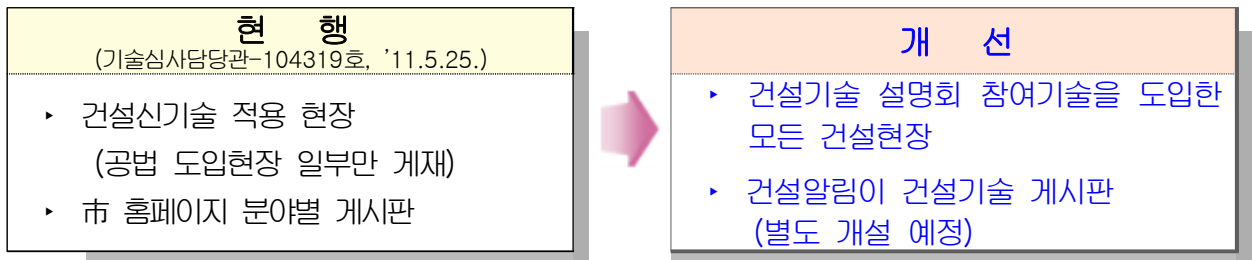 현 행
(기술심사담당관-104319호, '11.5.25.)
‣ 건설신기술 적용 현장
(공법 도입현장 일부만 게재)
‣ 市 홈페이지 분야별 게시판
개 선
‣ 건설기술 설명회 참여기술을 도입한
모든 건설현장
‣ 건설알림이 건설기술 게시판
(별도 개설 예정)